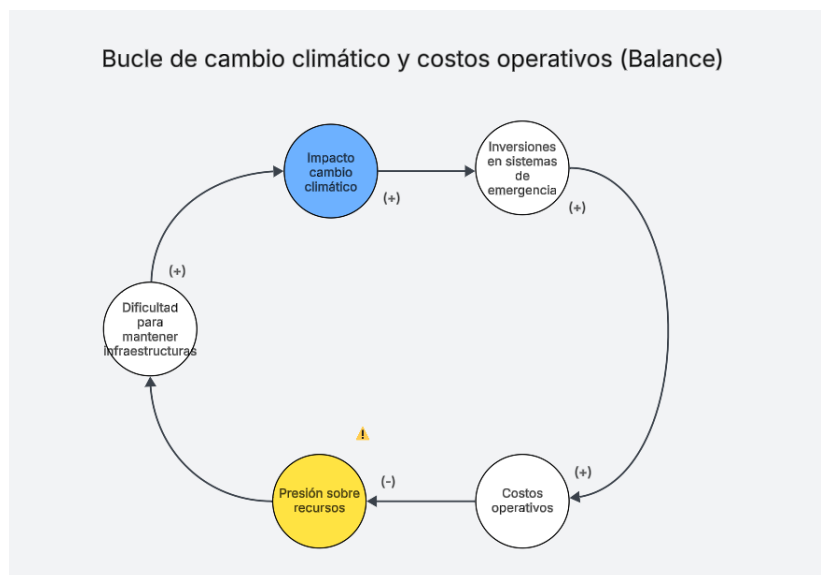 Bucle de cambio climático y costos operativos (Balance)
Impacto
cambio
climático
(+)
Inversiones
en sistemas
de
emergencia
(+)
(+)
Dificultad
para
mantener
infraestructuras
(+)
Costos
operativos
(-)
Presión sobre
recursos